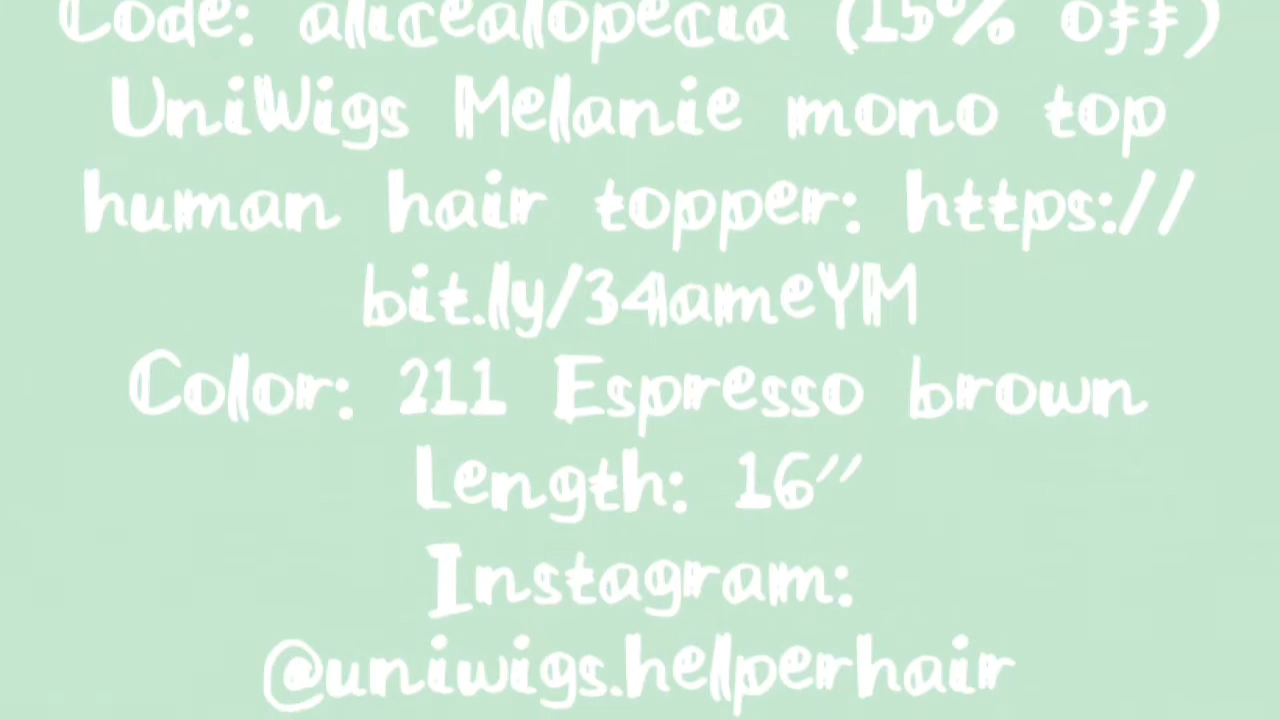 Code: alicealopecia (15% off)
UniWigs Melanie mono top
human hair topper: https://
bit.ly/34ameYM
Color: 211 Espresso brown
Length: 16”
Instagram:
@uniwigs.helperhair